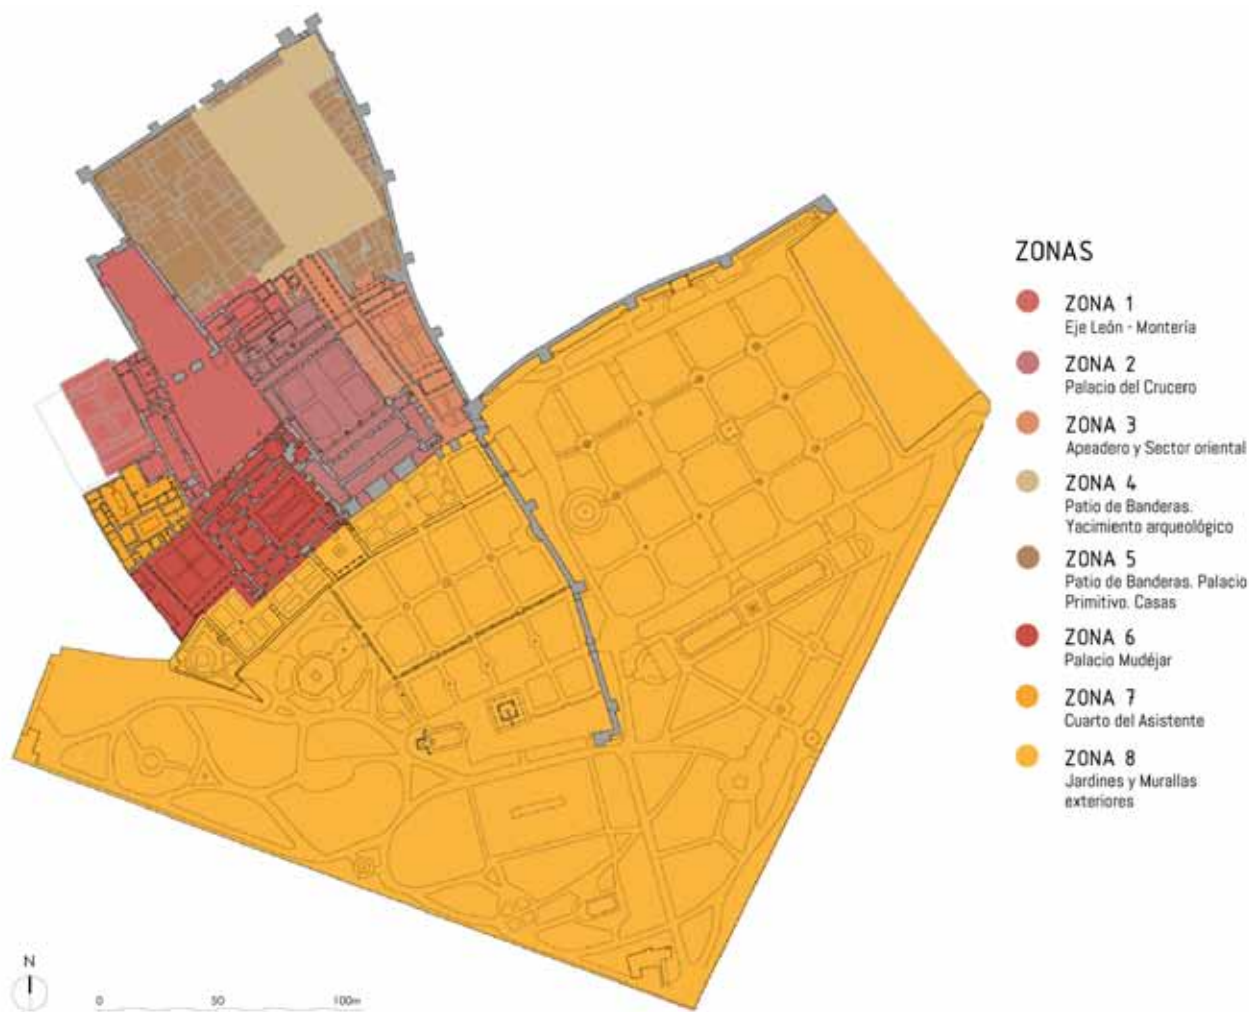 ZONAS
ZONA 1
Eje León - Montería
ZONA 2
Palacio del Crucero
ZONA 3
Apeadero y Sector oriental
ZONA 4
Patio de Banderas.
Yacimiento arqueológico
ZONA 5
Patio de Banderas. Palacio
Primitivo. Casas
ZONA 6
Palacio Mudéjar
ZONA 7
Cuarto del Asistente
ZONA 8
Jardines y Murallas
exteriores
N
0 50 100m